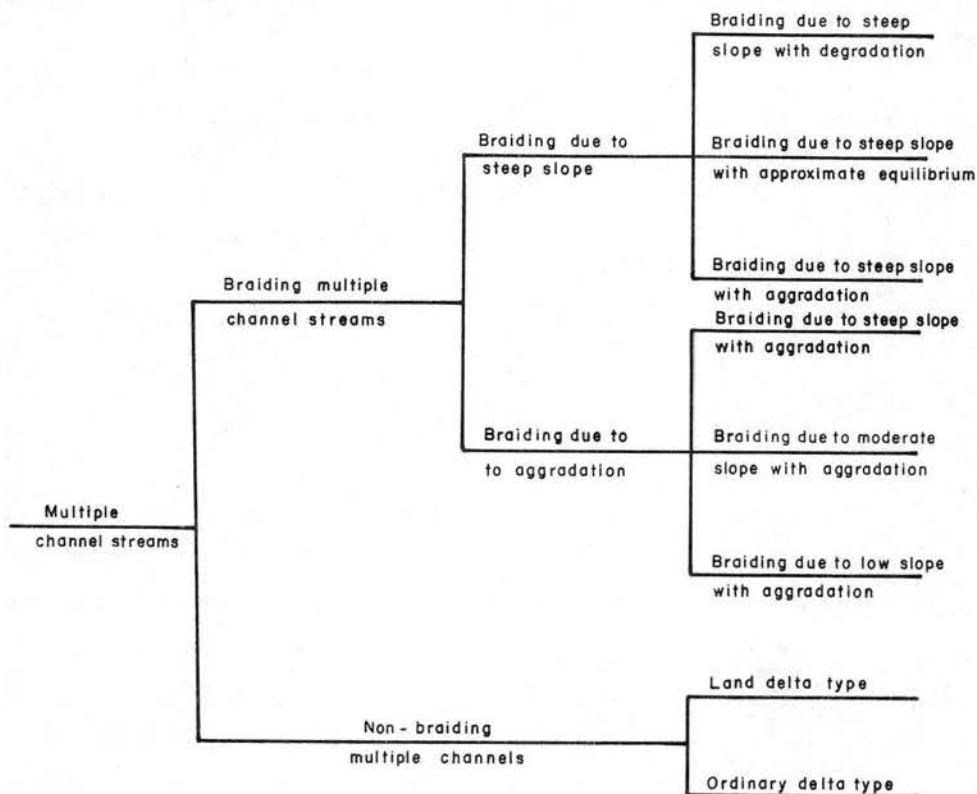 Braiding due to steep
slope with degradation
Braiding due to
steep slope
Braiding due to steep slope
with approximate equilibrium
Braiding due to steep slope
with aggradation
Braiding multiple
channel streams
Braiding due to steep slope
with aggradation
Braiding due to
to aggradation
Braiding due to moderate
slope with aggradation
Multiple
channel streams
Braiding due to low slope
with aggradation
Land delta type
Non-braiding
multiple channels
Ordinary delta type